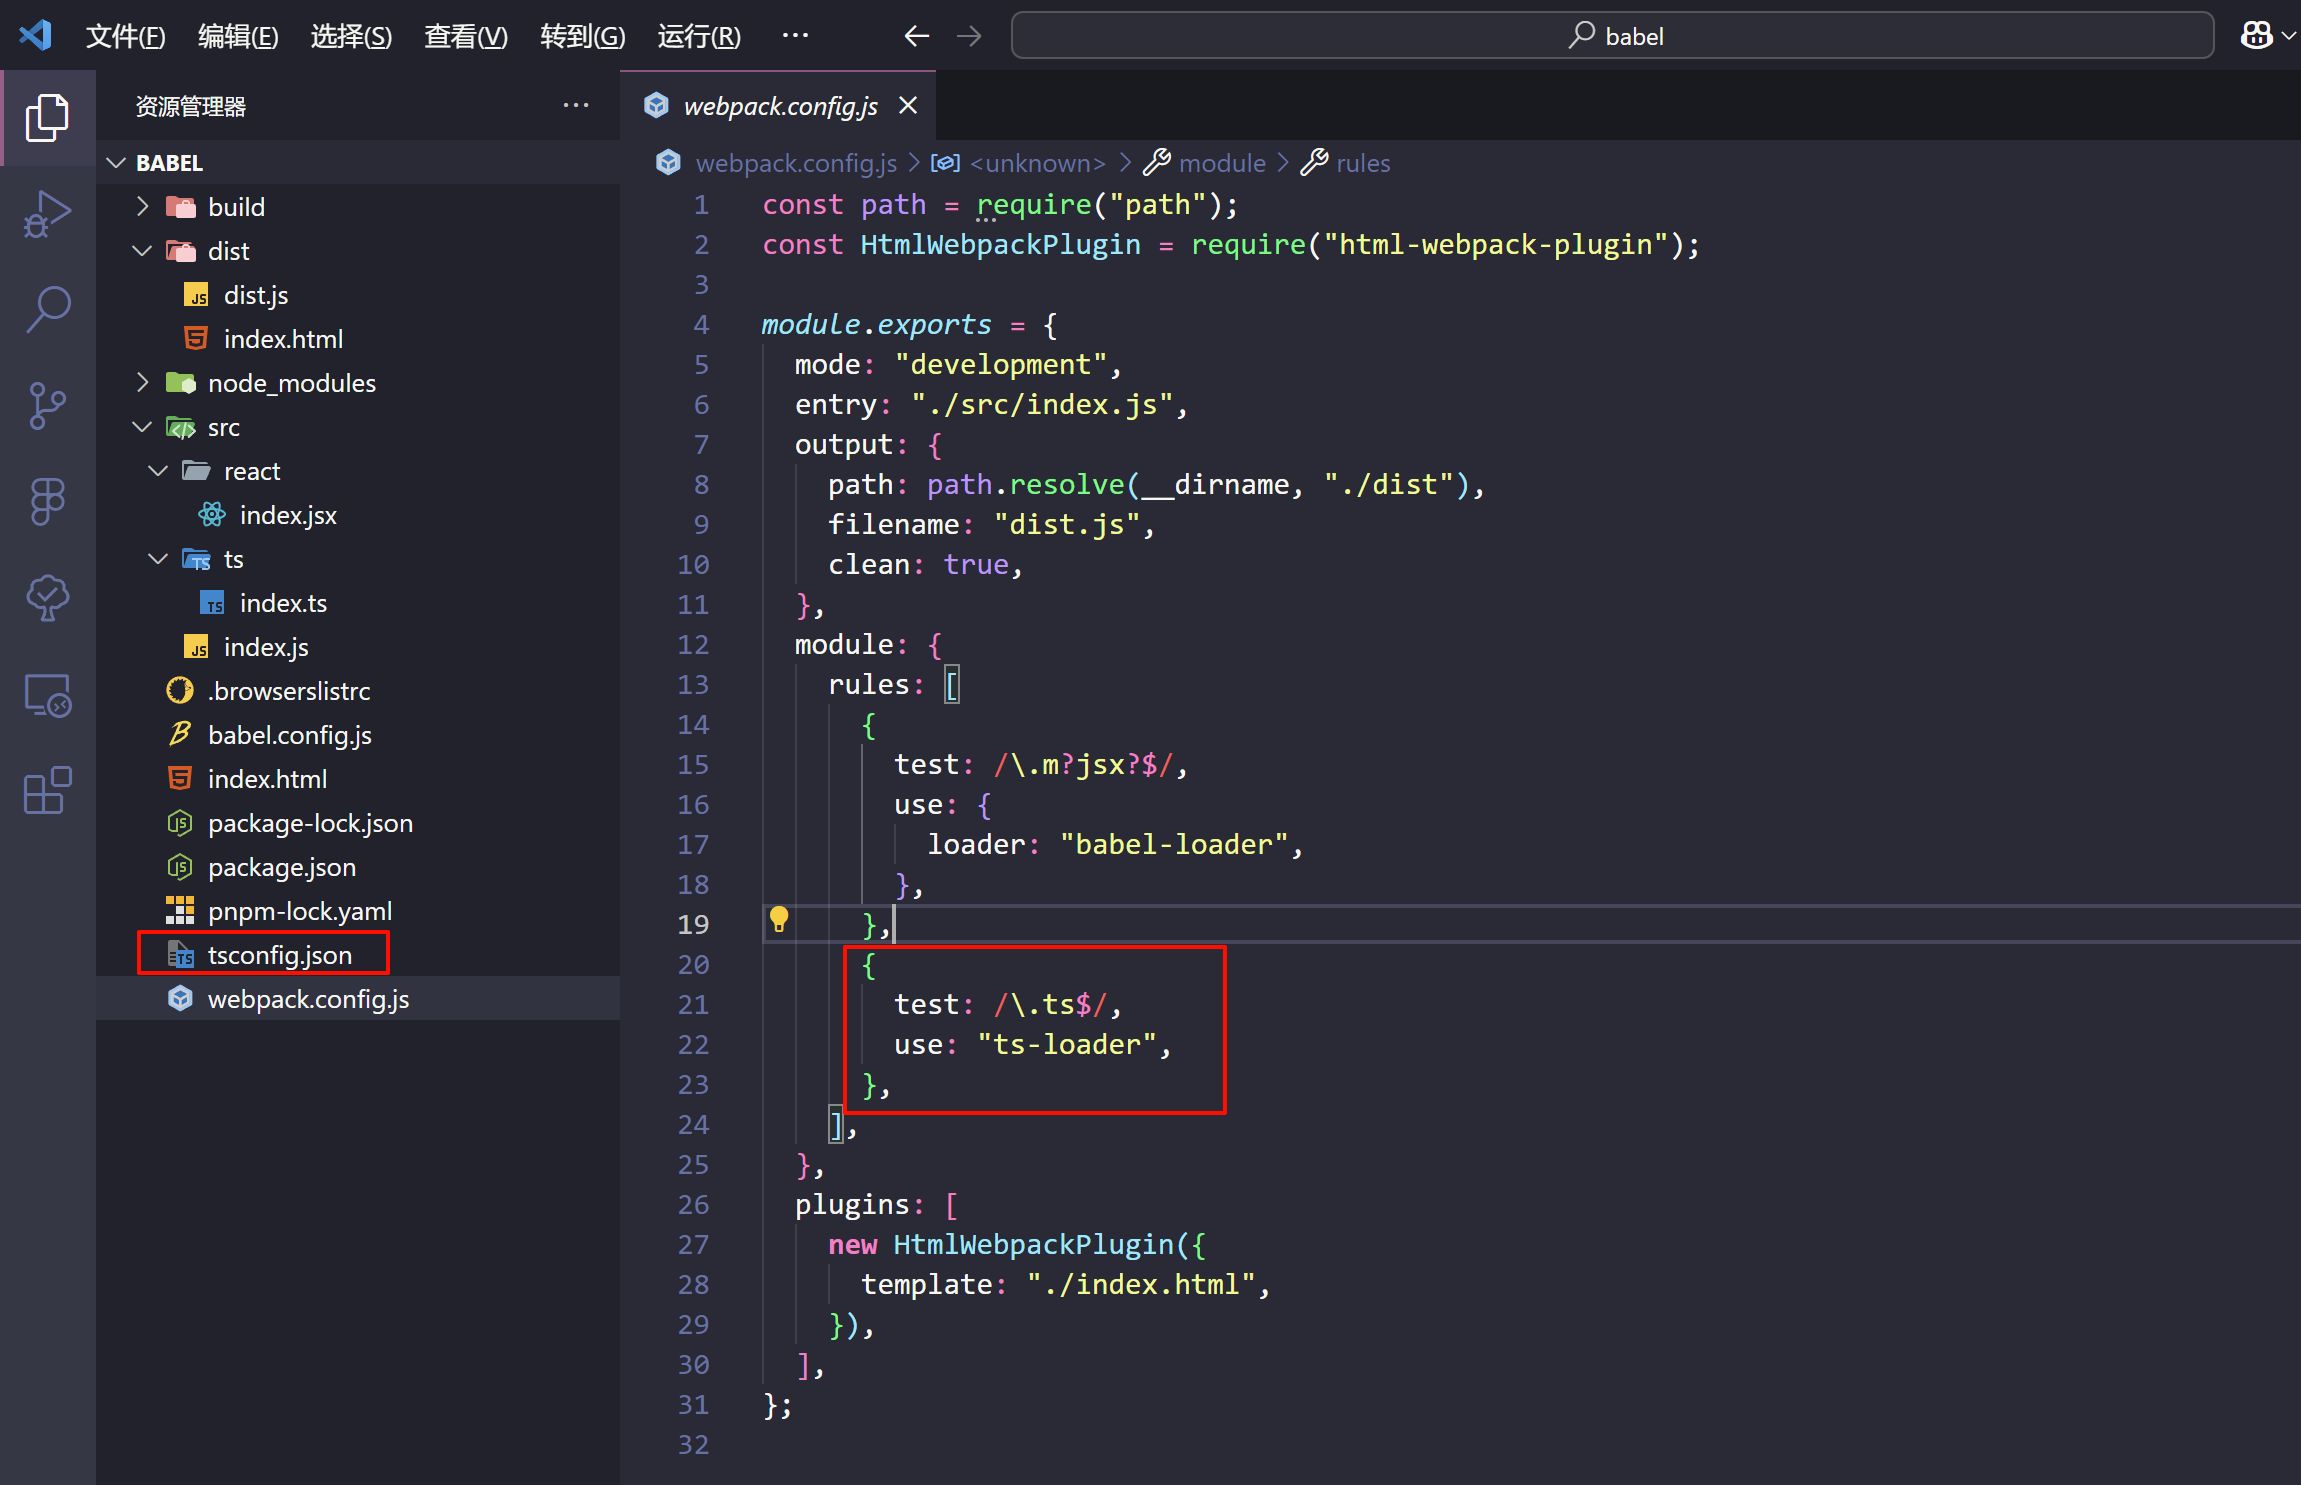 文件(F) 编辑(E) 选择(S) 查看(V) 转到(G) 运行(R) ··· babel
资源管理器 ···
webpack.config.js
BABEL
build
dist
dist.js
index.html
node_modules
src
react
index.jsx
ts
index.ts
index.js
.browserslistrc
babel.config.js
index.html
package-lock.json
package.json
pnpm-lock.yaml
tsconfig.json
webpack.config.js
webpack.config.js > <unknown> > module > rules
1 const path = require("path");
2 const HtmlWebpackPlugin = require("html-webpack-plugin");
3
4 module.exports = {
5 mode: "development",
6 entry: "./src/index.js",
7 output: {
8 path: path.resolve(__dirname, "./dist"),
9 filename: "dist.js",
10 clean: true,
11 },
12 module: {
13 rules: [
14 {
15 test: /\.m?jsx?$/,
16 use: {
17 loader: "babel-loader",
18 },
19 },
20 {
21 test: /\.ts$/,
22 use: "ts-loader",
23 },
24 ],
25 },
26 plugins: [
27 new HtmlWebpackPlugin({
28 template: "./index.html",
29 }),
30 ],
31 };
32